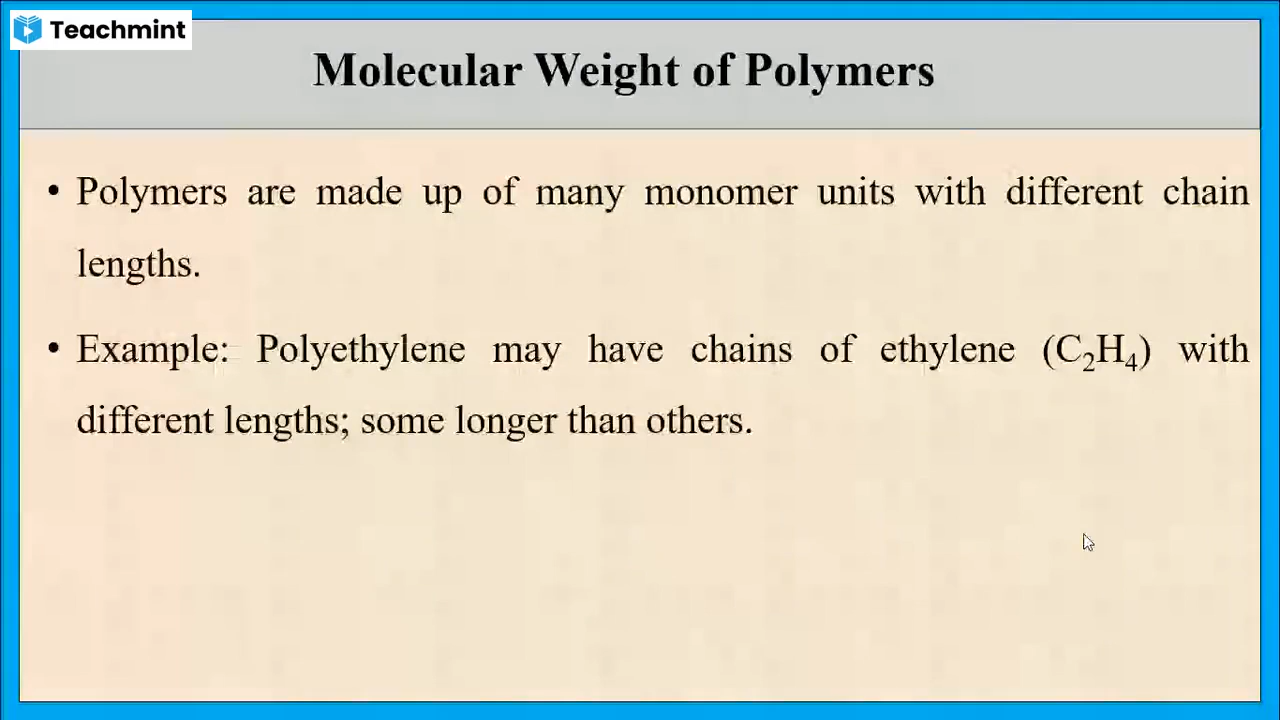 Teachmint
Molecular Weight of Polymers
• Polymers are made up of many monomer units with different chain
lengths.
• Example: Polyethylene may have chains of ethylene (C₂H₄) with
different lengths; some longer than others.